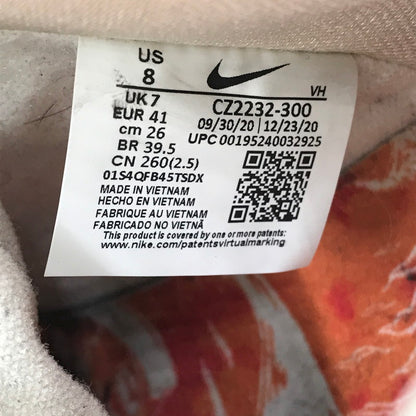 US
8
UK 7
EUR 41
cm 26
BR 39.5
CN 260(2.5)
01S4QFB45TSDX
VH
CZ2232-300
09/30/20 | 12/23/20
UPC 00195240032925
MADE IN VIETNAM
HECHO EN VIETNAM
FABRIQUE AU VIETNAM
FABRICADO NO VIETNAM
This product is covered by one or more patents:
www.nike.com/patentsvirtualmarking